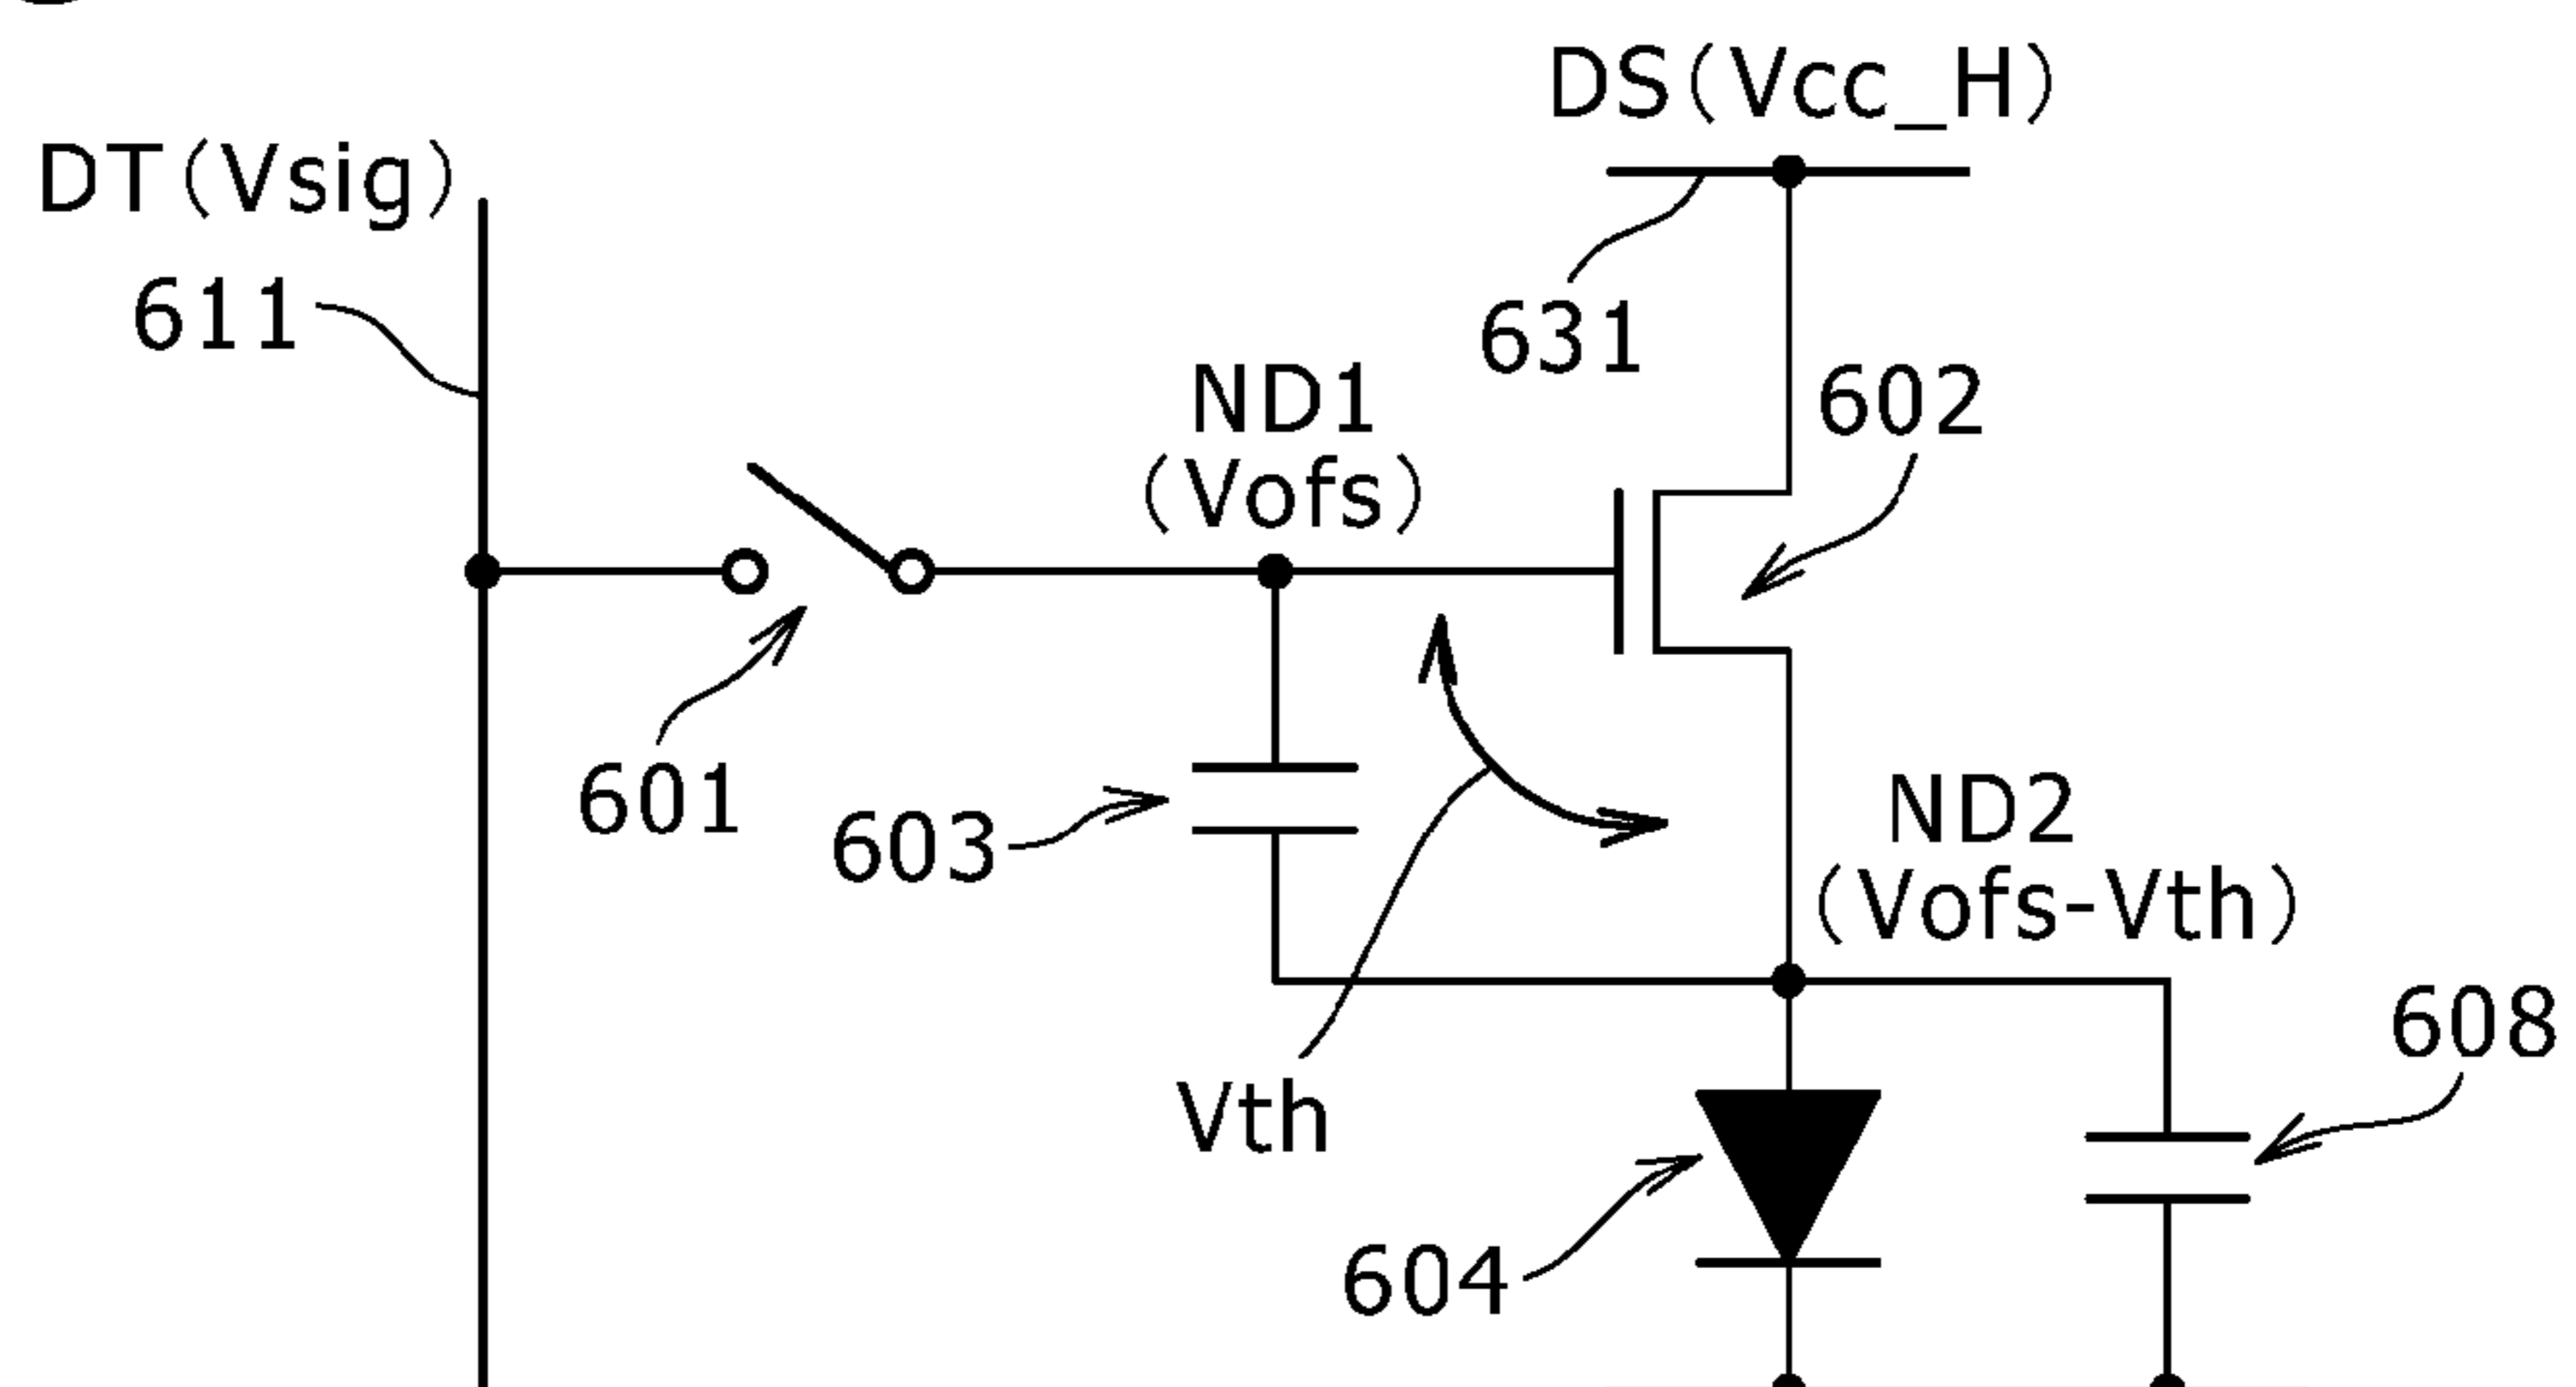 DS(Vcc_H)
DT(Vsig)
611
631
ND1
(Vofs)
602
601
603
ND2
(Vofs-Vth)
608
Vth
604